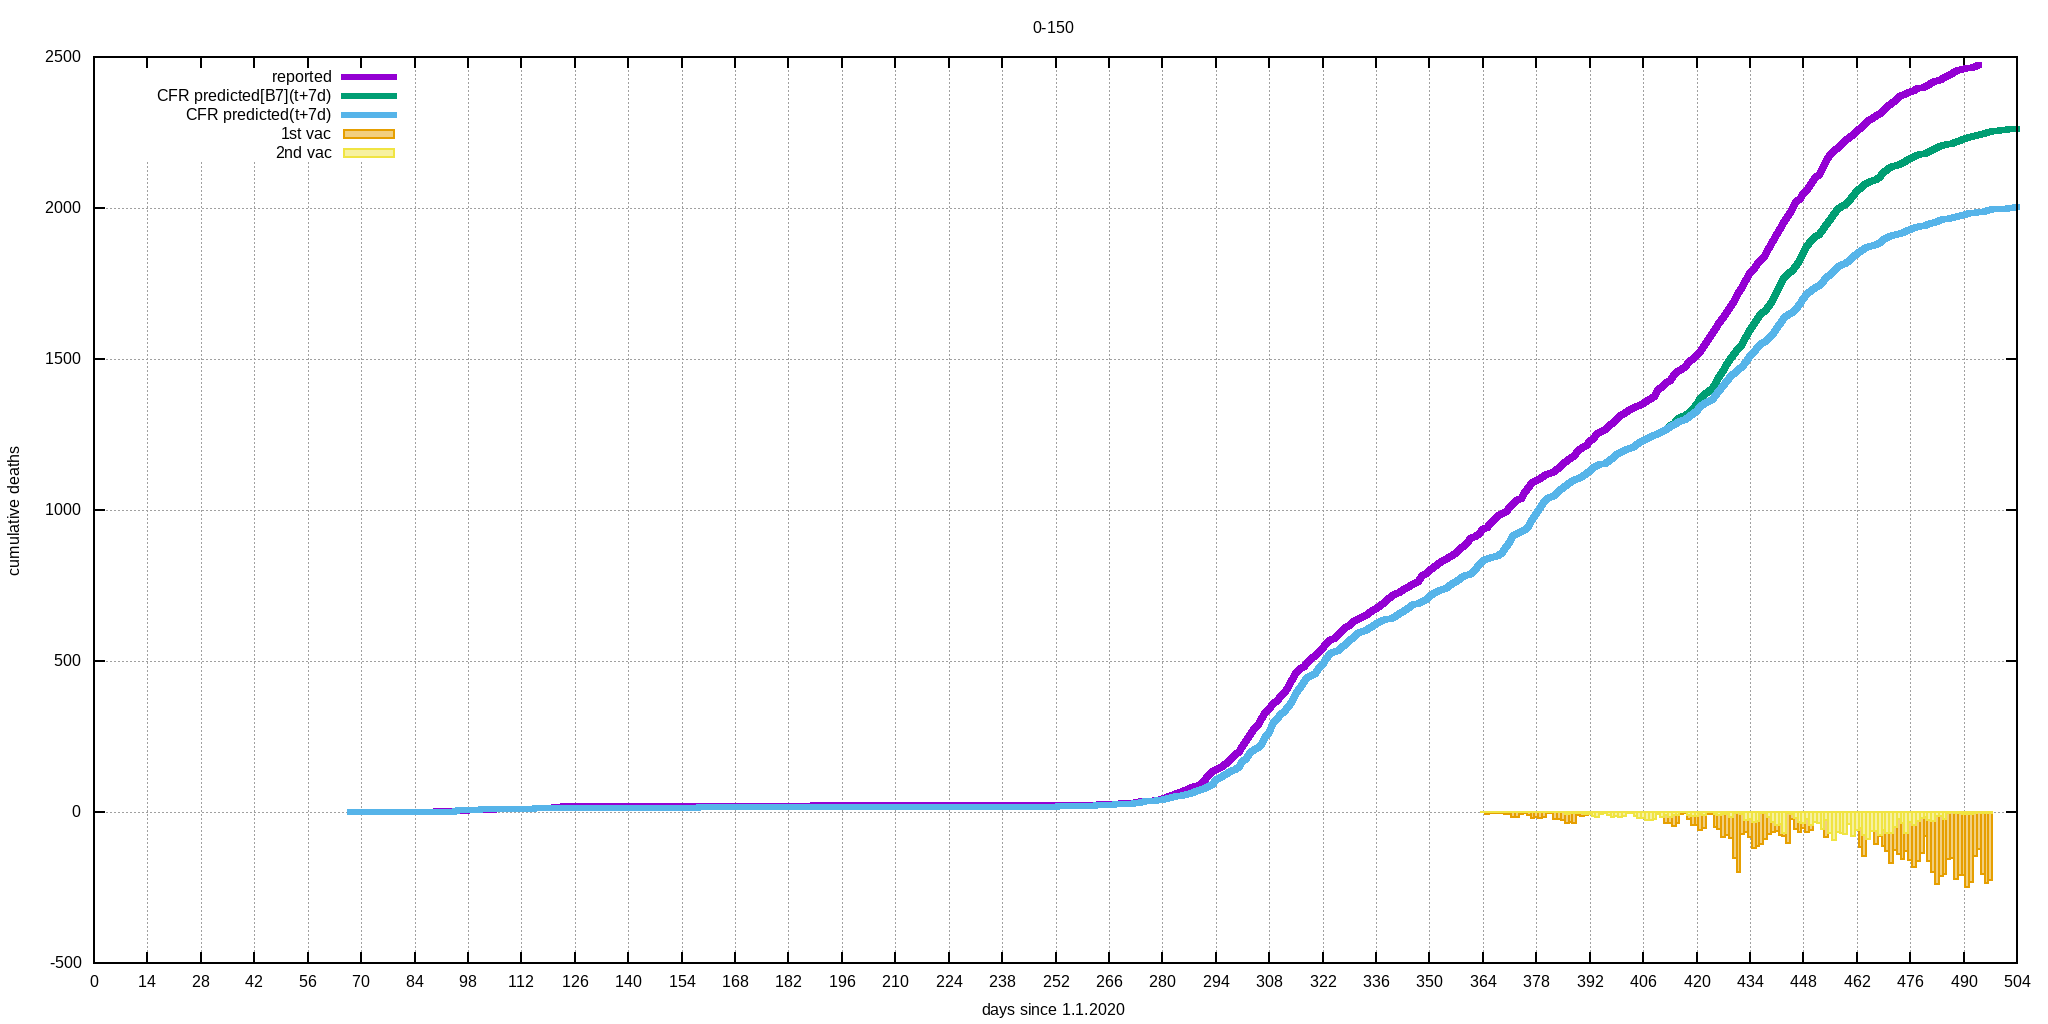 0-150
reported
CFR predicted[B7](t+7d)
CFR predicted(t+7d)
1st vac
2nd vac
2500
2000
1500
1000
500
0
-500
cumulative deaths
0 14 28 42 56 70 84 98 112 126 140 154 168 182 196 210 224 238 252 266 280 294 308 322 336 350 364 378 392 406 420 434 448 462 476 490 504
days since 1.1.2020